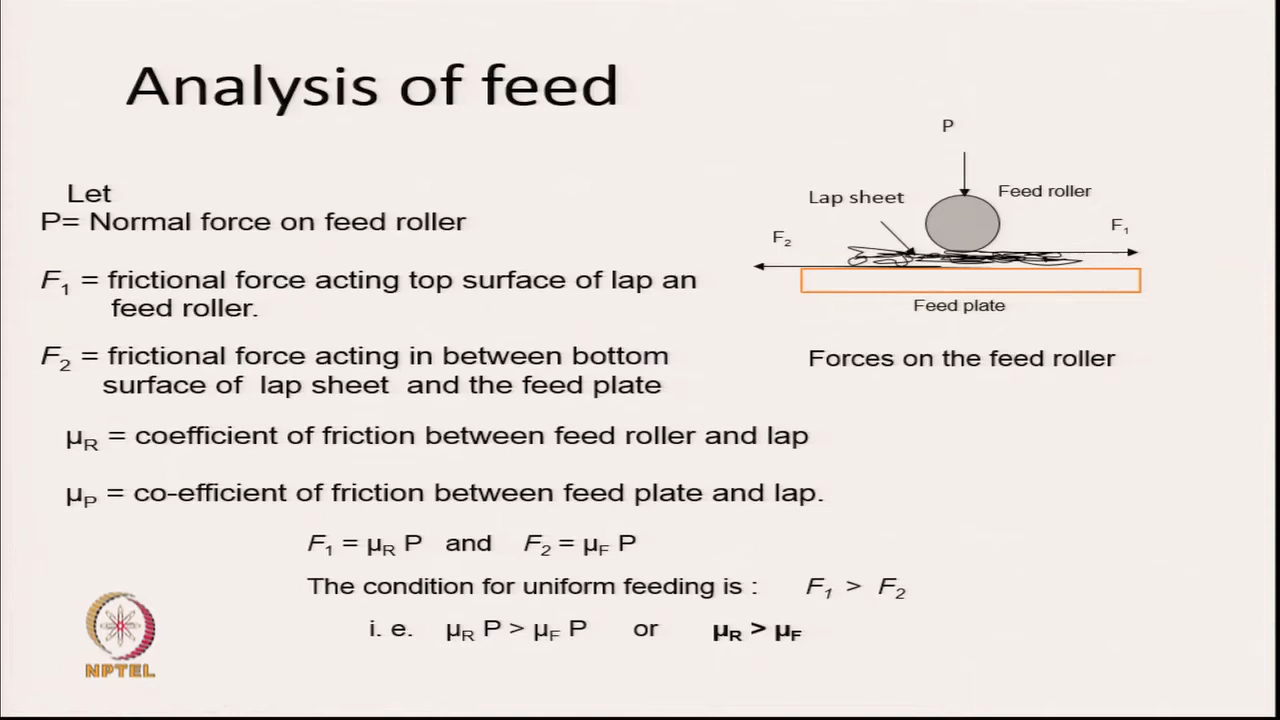 Analysis of feed
Let
P= Normal force on feed roller
F₁ = frictional force acting top surface of lap an
feed roller.
F₂ = frictional force acting in between bottom
surface of lap sheet and the feed plate
μR = coefficient of friction between feed roller and lap
μP = co-efficient of friction between feed plate and lap.
F₁ = μR P and F₂ = μF P
The condition for uniform feeding is : F₁ > F₂
i. e. μR P > μF P or μR > μF
P
Feed roller
Lap sheet
F₁
F₂
Feed plate
Forces on the feed roller
NPTEL